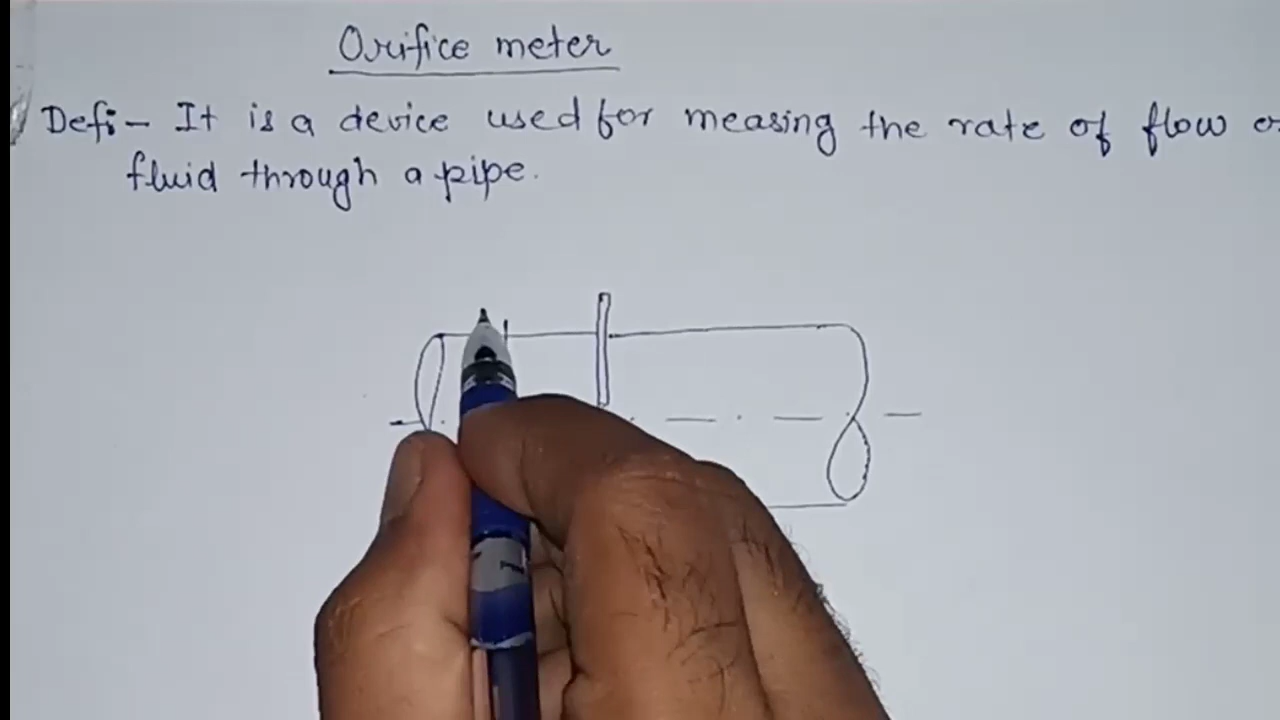 Orifice meter
Defi- It is a device used for measing the rate of flow
fluid through a pipe.